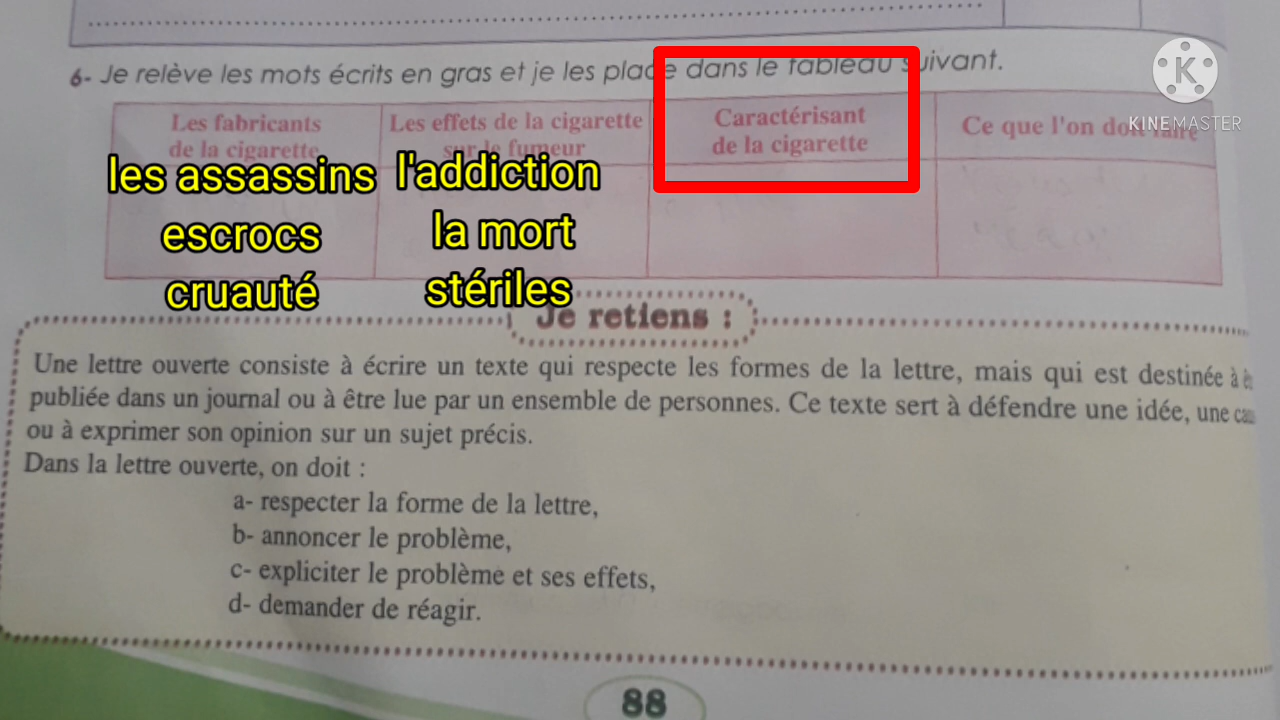 6- Je relève les mots écrits en gras et je les place dans le tableau suivant.
KINEMASTER
Les fabricants
de la cigarette
Les effets de la cigarette
sur le fumeur
Caractérisant
de la cigarette
Ce que l'on doit faire
les assassins
escrocs
cruauté
l'addiction
la mort
stériles
Je retiens :
Une lettre ouverte consiste à écrire un texte qui respecte les formes de la lettre, mais qui est destinée à
publiée dans un journal ou à être lue par un ensemble de personnes. Ce texte sert à défendre une idée, une
ou à exprimer son opinion sur un sujet précis.
Dans la lettre ouverte, on doit :
a- respecter la forme de la lettre,
b- annoncer le problème,
c- expliciter le problème et ses effets,
d- demander de réagir.
88